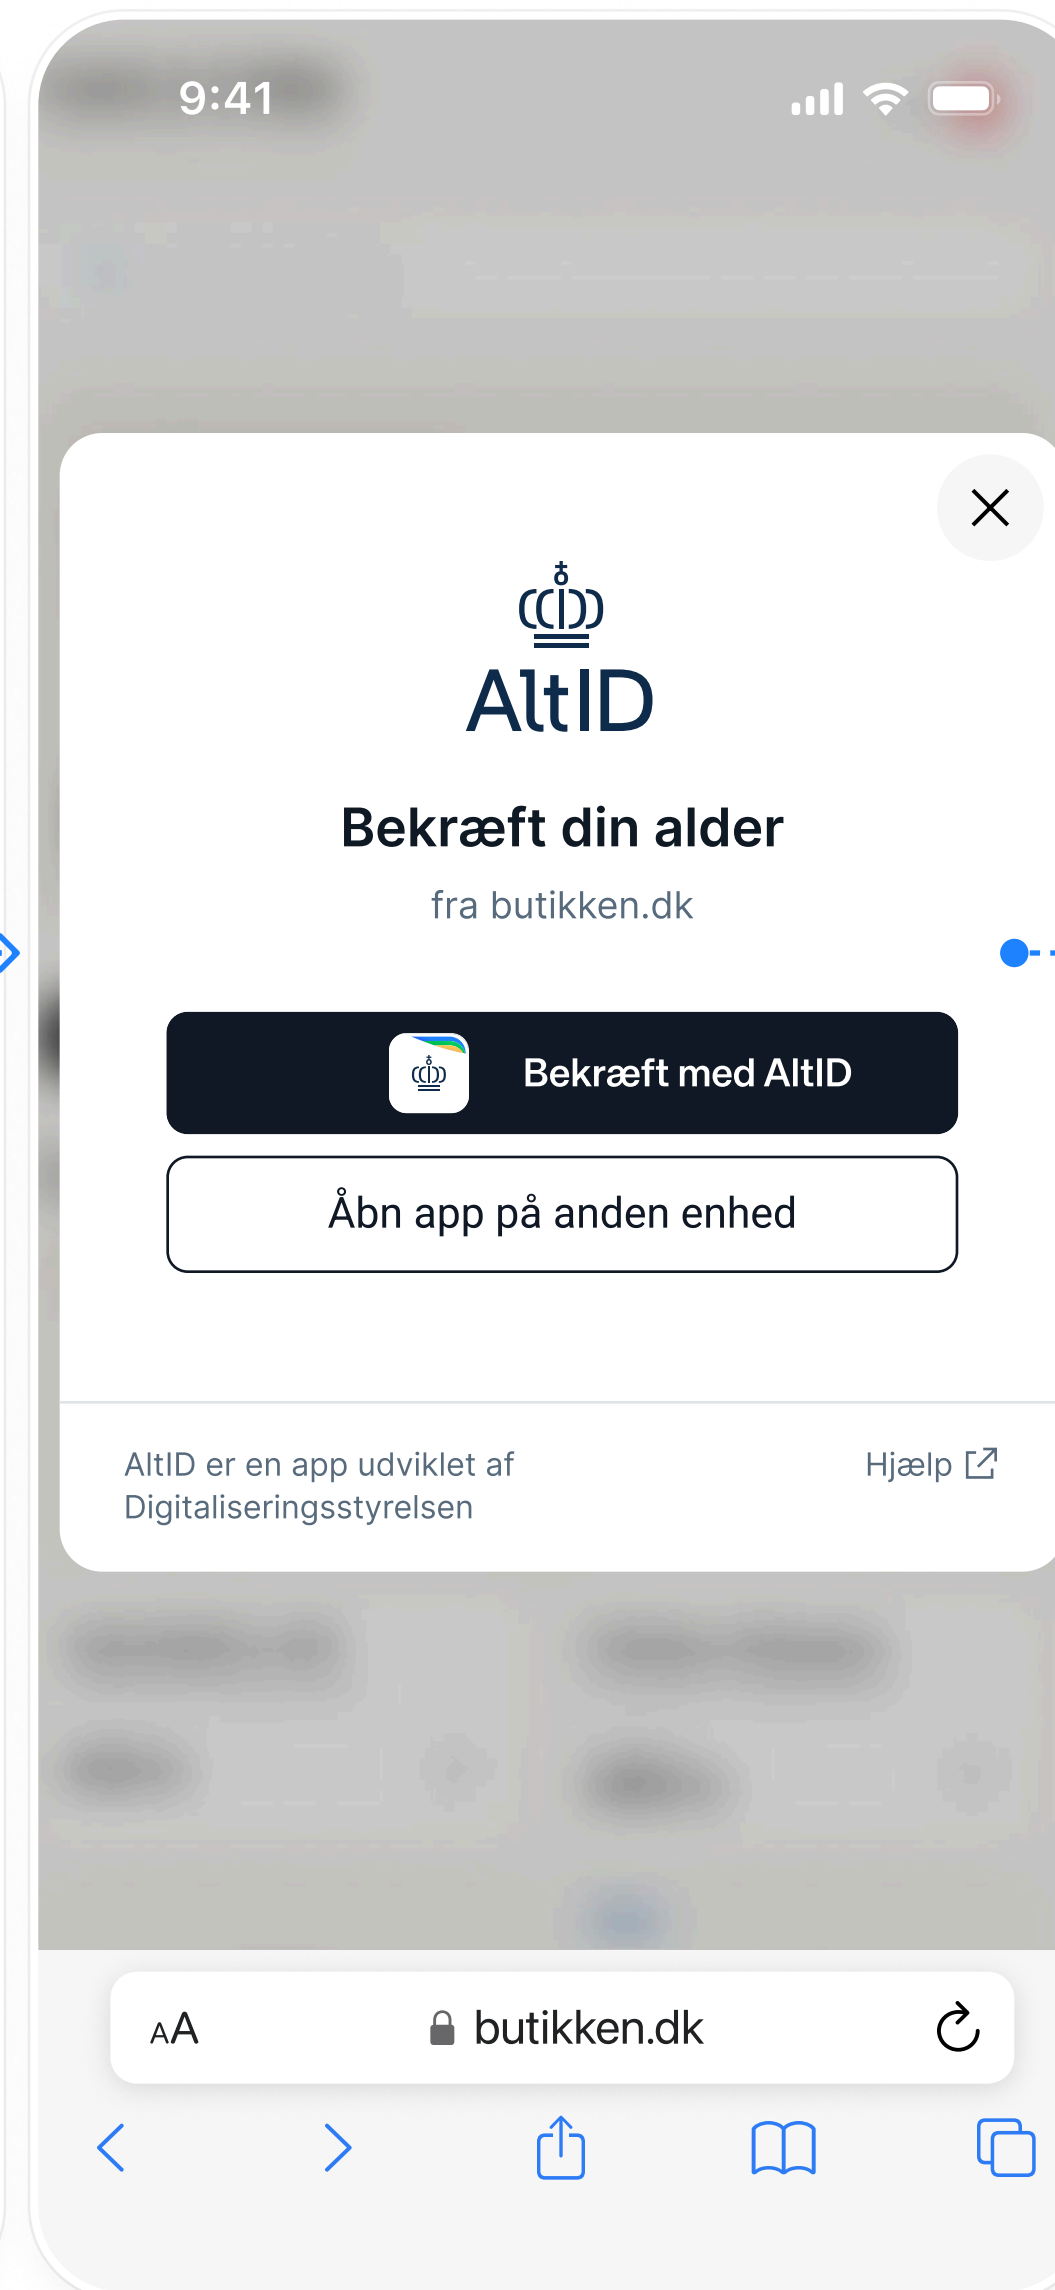 9:41
AltID
Bekræft din alder
fra butikken.dk
Bekræft med AltID
Åbn app på anden enhed
AltID er en app udviklet af
Digitaliseringsstyrelsen
Hjælp
AA
butikken.dk